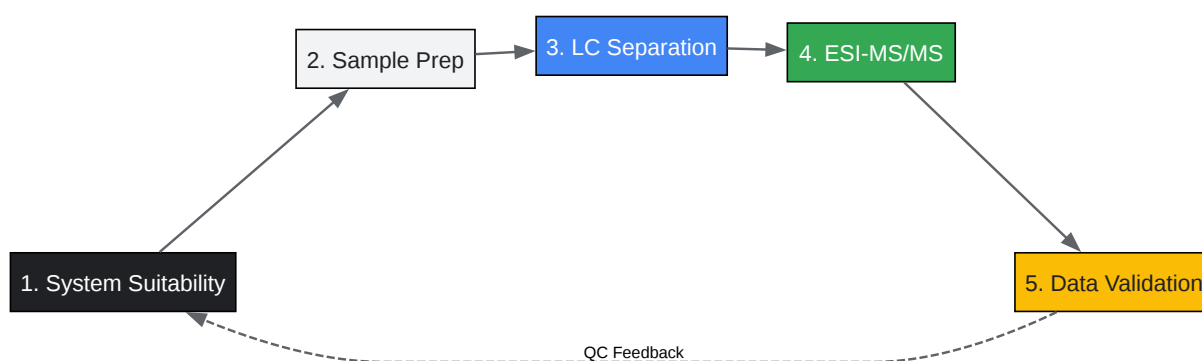 1. System Suitability
2. Sample Prep
3. LC Separation
4. ESI-MS/MS
5. Data Validation
QC Feedback